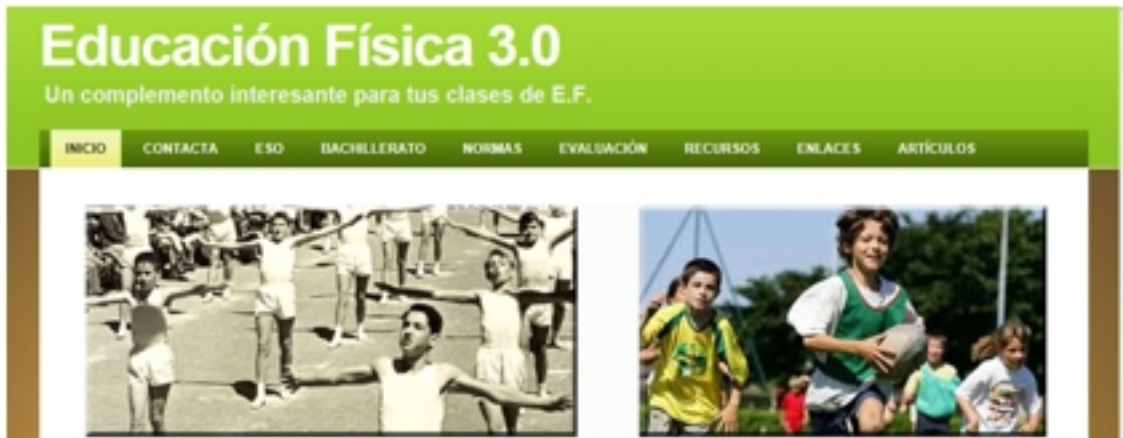 Educación Física 3.0
Un complemento interesante para tus clases de E.F.
INICIO CONTACTA ESO BACHILLERATO NORMAS EVALUACIÓN RECURSOS ENLACES ARTÍCULOS